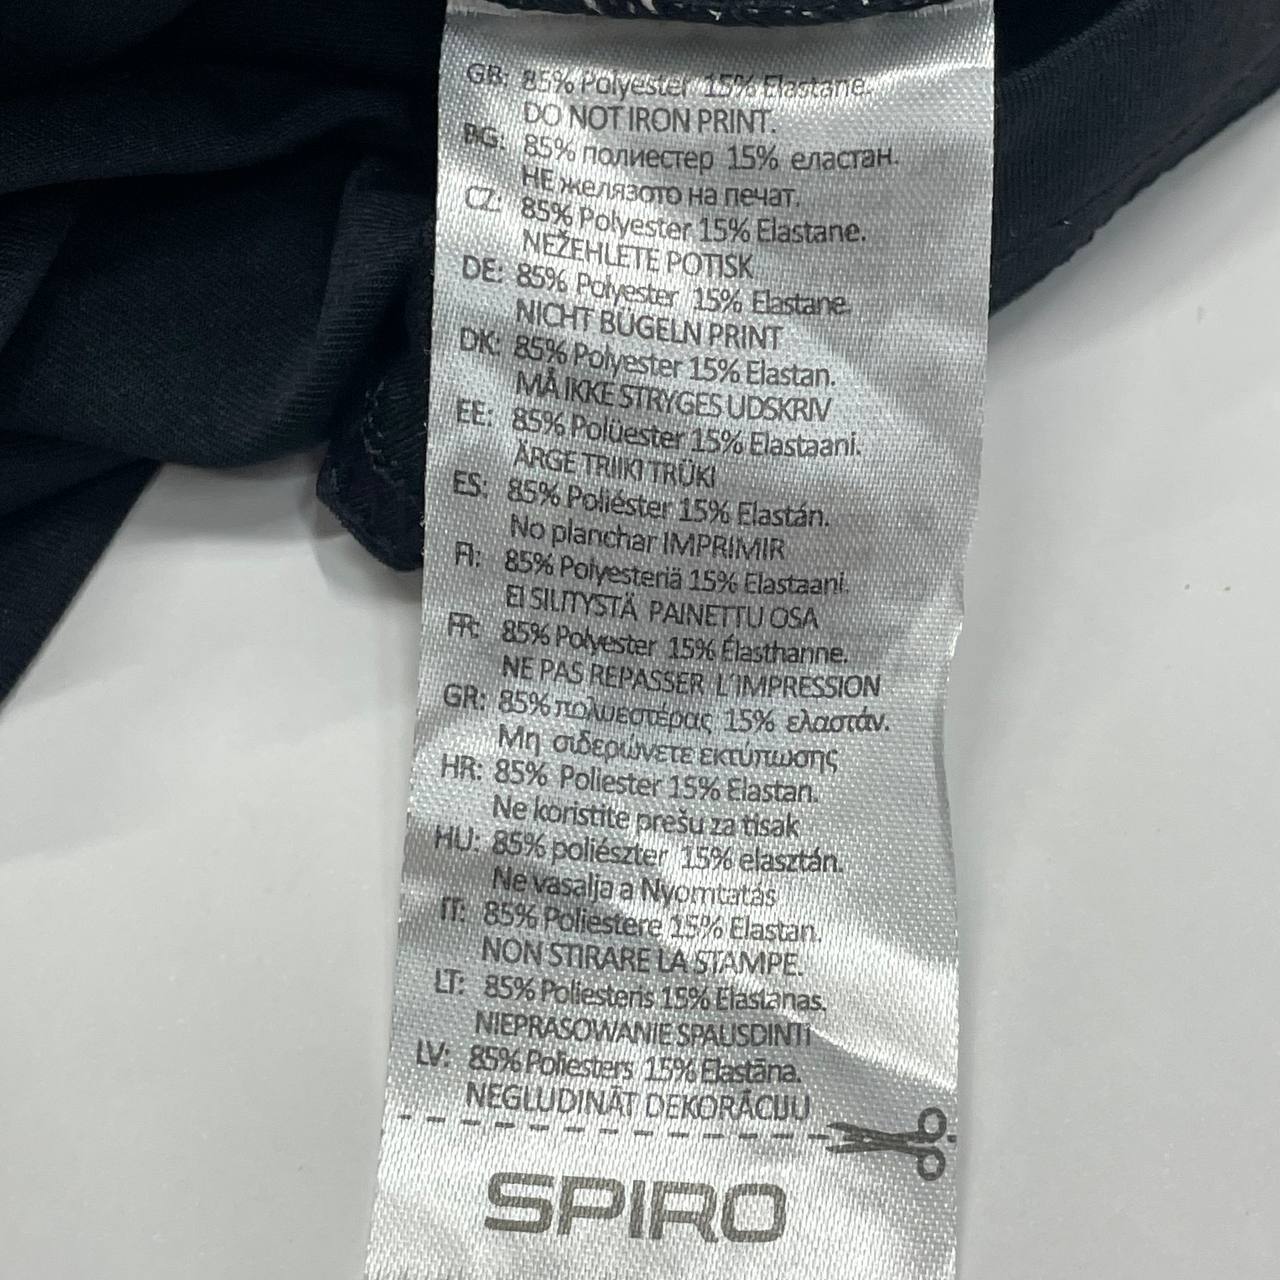 GB: 85% Polyester 15% Elastane.
DO NOT IRON PRINT.
BG: 85% полиестер 15% еластан.
НЕ желязото на печат.
CZ: 85% Polyester 15% Elastane.
NEŽEHLETE POTISK
DE: 85% Polyester 15% Elastane.
NICHT BÜGELN PRINT
DK: 85% Polyester 15% Elastan.
MÅ IKKE STRYGES UDSKRIV
EE: 85% Polüester 15% Elastaani.
ÄRGE TRIIKI TRÜKI
ES: 85% Poliéster 15% Elastán.
No planchar IMPRIMIR
FI: 85% Polyesteriä 15% Elastaani.
EI SILITYSTÄ PAINETTU OSA
FR: 85% Polyester 15% Élasthanne.
NE PAS REPASSER L'IMPRESSION
GR: 85% πολυεστέρας 15% ελαστάν.
Μη σιδερώνετε εκτύπωσης
HR: 85% Poliester 15% Elastan.
Ne koristite prešu za tisak
HU: 85% poliészter 15% elasztán.
Ne vasalja a Nyomtatás
IT: 85% Poliestere 15% Elastan.
NON STIRARE LA STAMPE.
LT: 85% Poliesteris 15% Elastanas.
NIEPRASOWANIE SPAUSDINTI
LV: 85% Poliesters 15% Elastāna.
NEGLUDINĀT DEKORĀCIJU
SPIRO